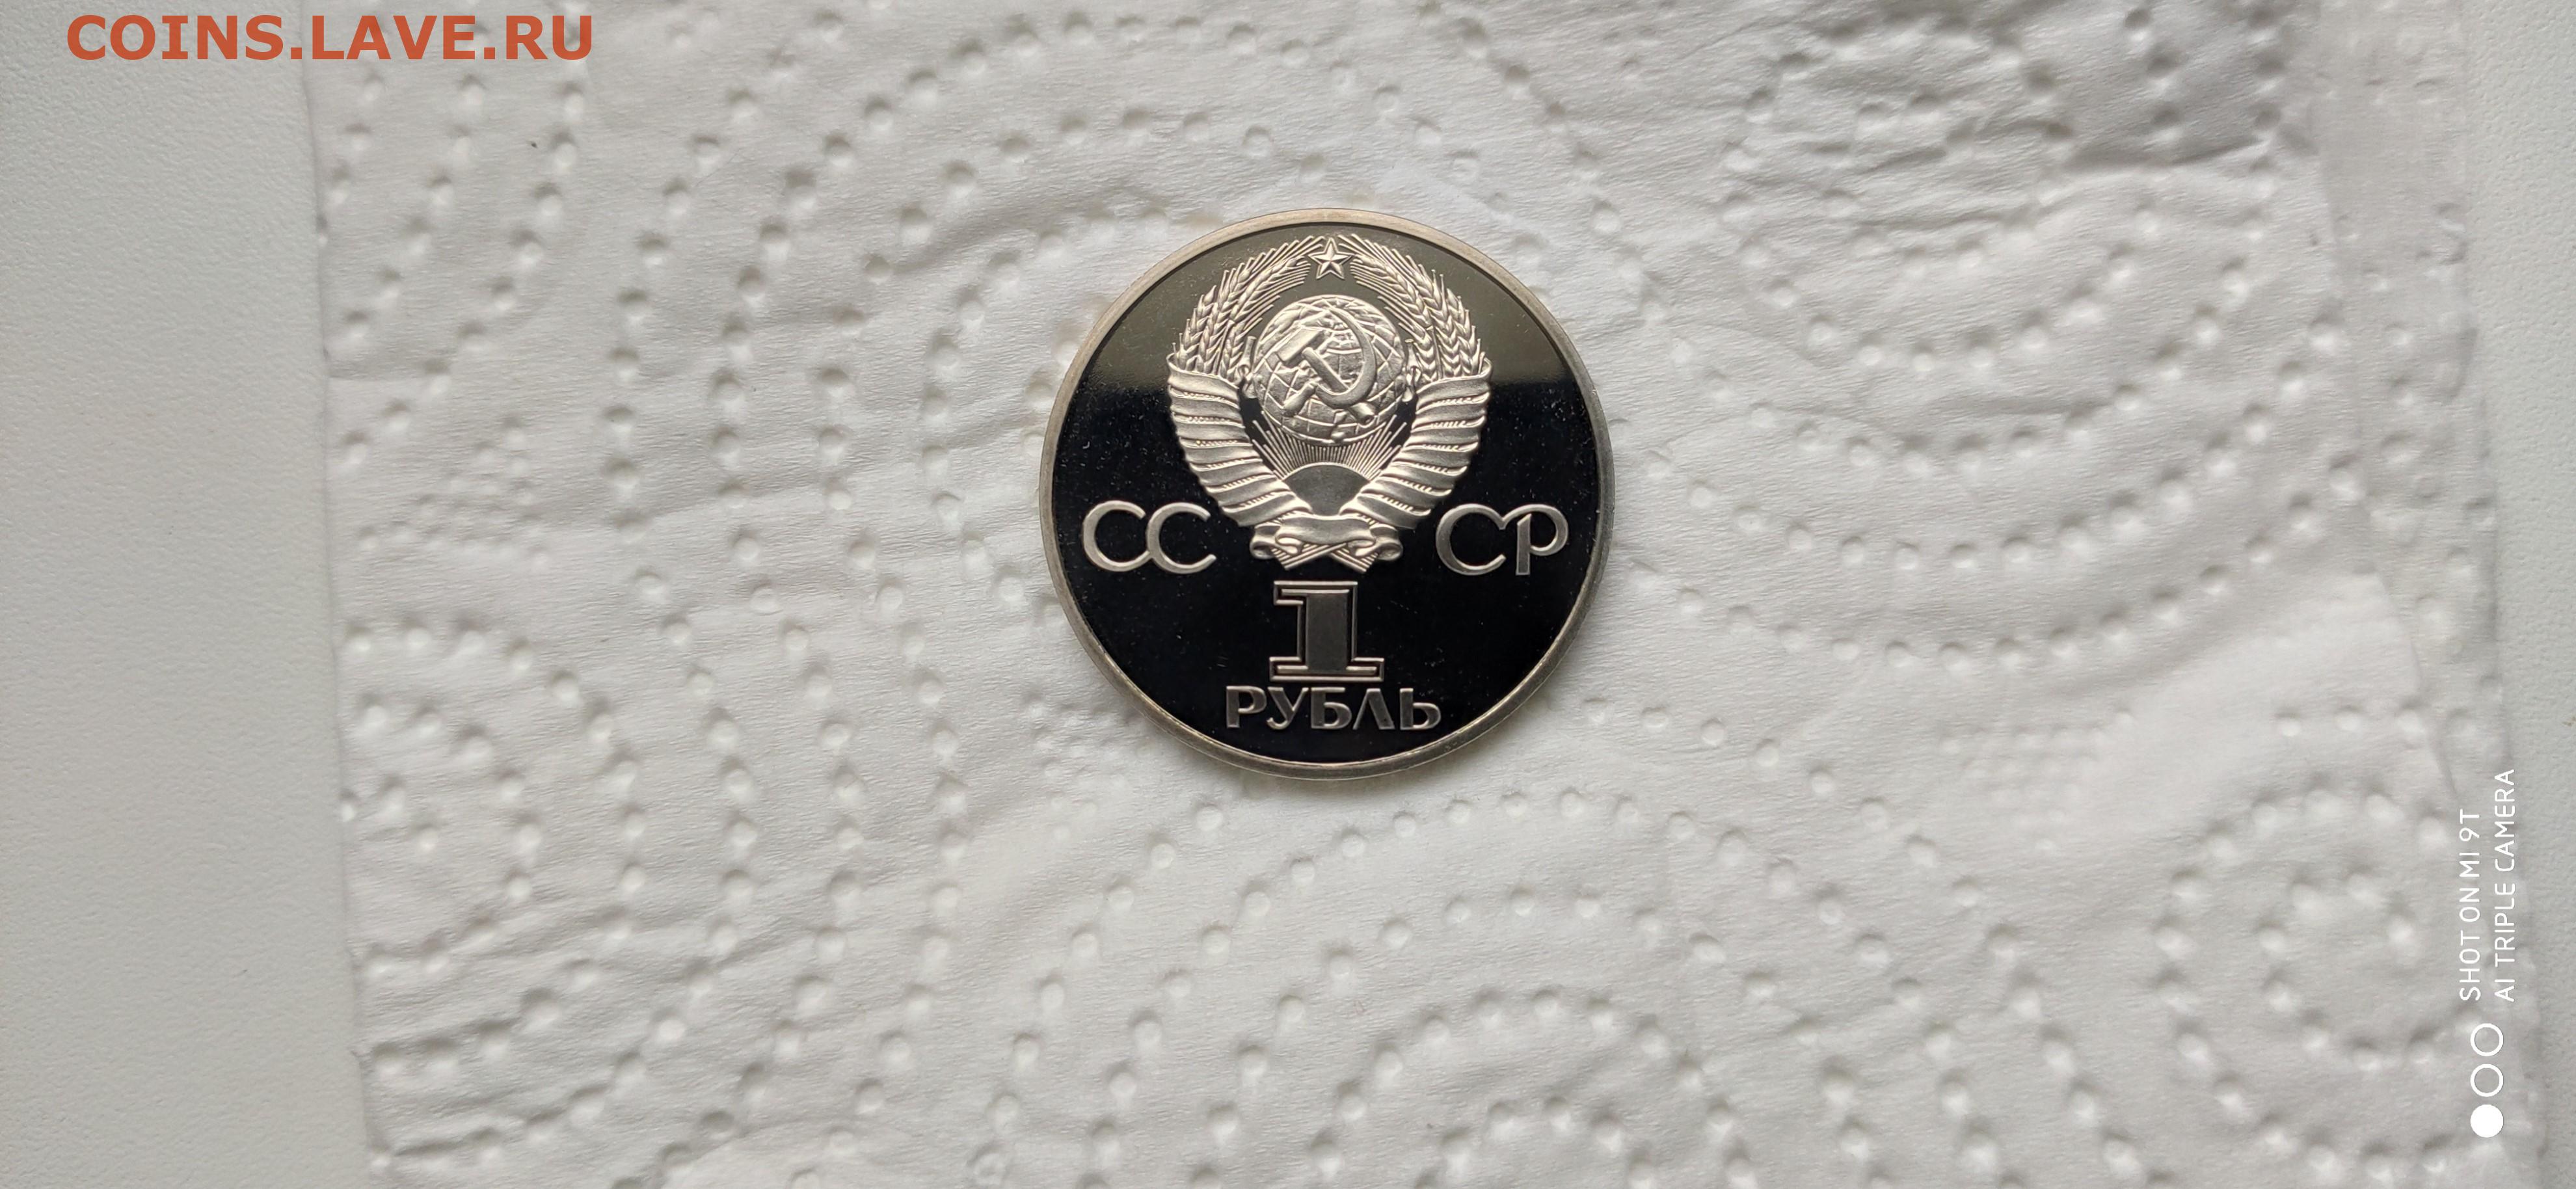 COINS.LAVE.RU
СС СР
1
РУБЛЬ
SHOT ON MI 9T
AI TRIPLE CAMERA